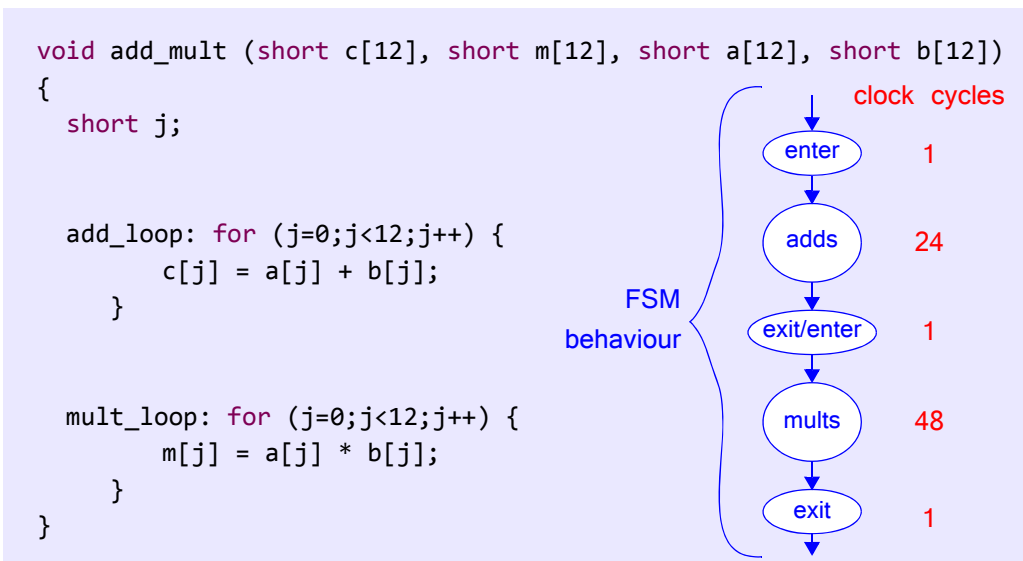 void add_mult (short c[12], short m[12], short a[12], short b[12])
{
clock cycles
short j;
enter 1
add_loop: for (j=0;j<12;j++) {
adds 24
c[j] = a[j] + b[j];
}
FSM
behaviour
exit/enter 1
mult_loop: for (j=0;j<12;j++) {
mults 48
m[j] = a[j] * b[j];
}
exit 1
}